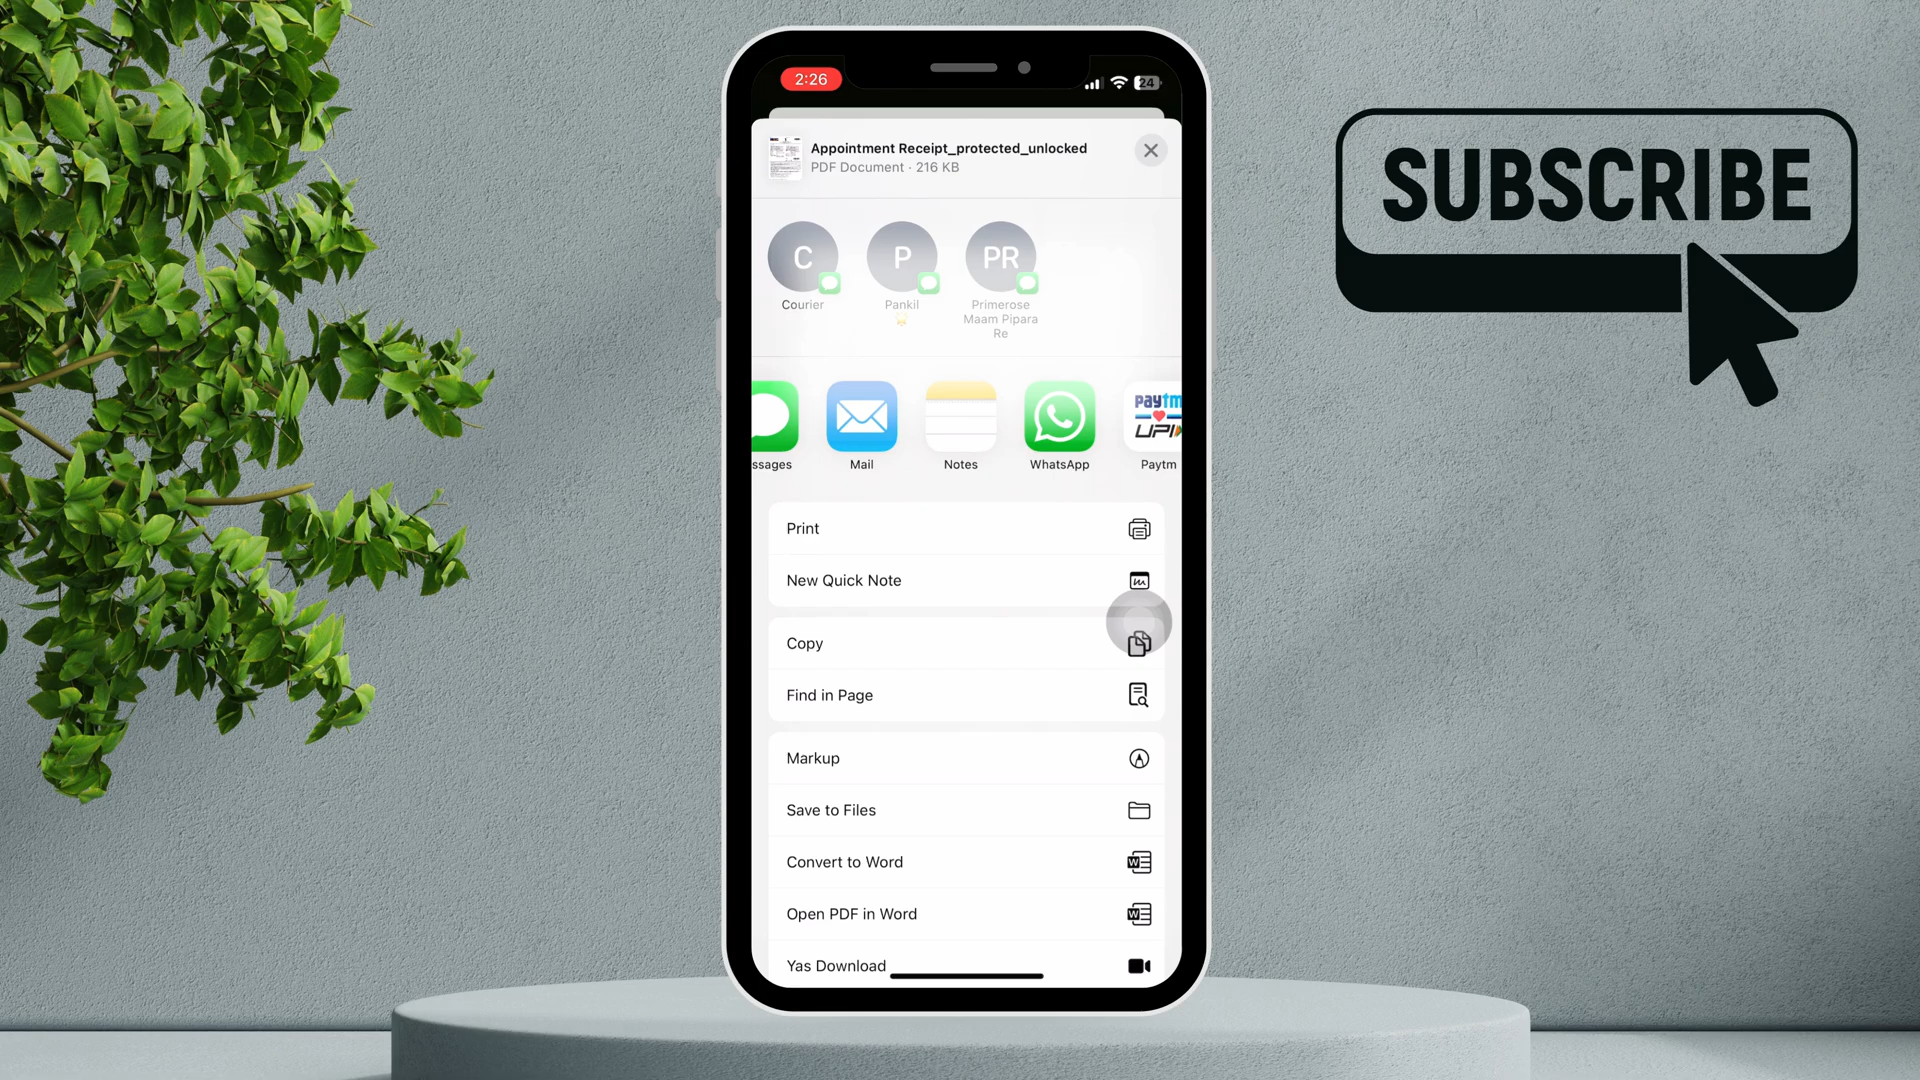 2:26
24
Appointment Receipt_protected_unlocked
PDF Document · 216 KB
SUBSCRIBE
C
P
PR
Courier
Pankil
Primerose
Maam Pipara
Re
paytm
UPI
ssages
Mail
Notes
WhatsApp
Paytm
Print
New Quick Note
Copy
Find in Page
Markup
Save to Files
Convert to Word
W
Open PDF in Word
W
Yas Download